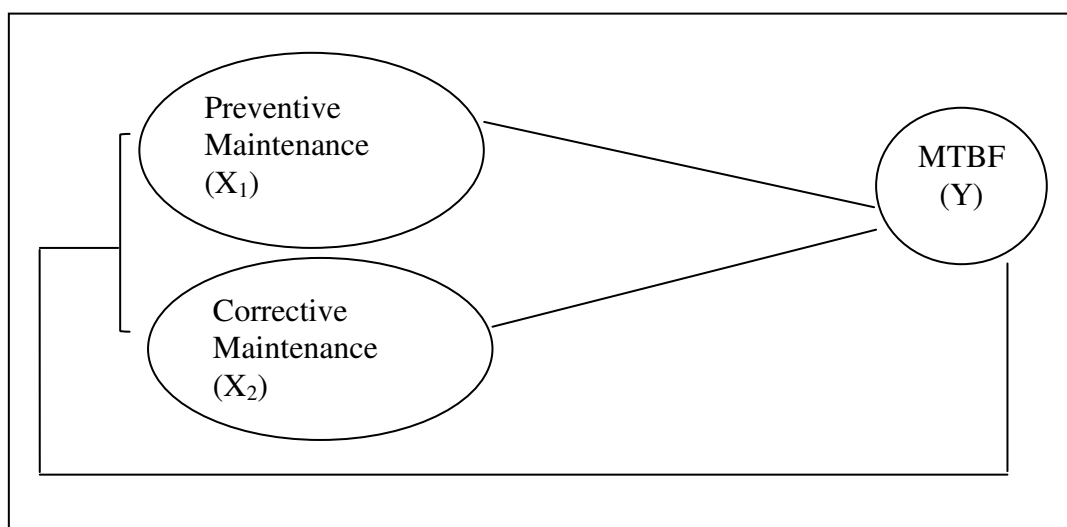 Preventive
Maintenance
(X₁)
MTBF
(Y)
Corrective
Maintenance
(X₂)